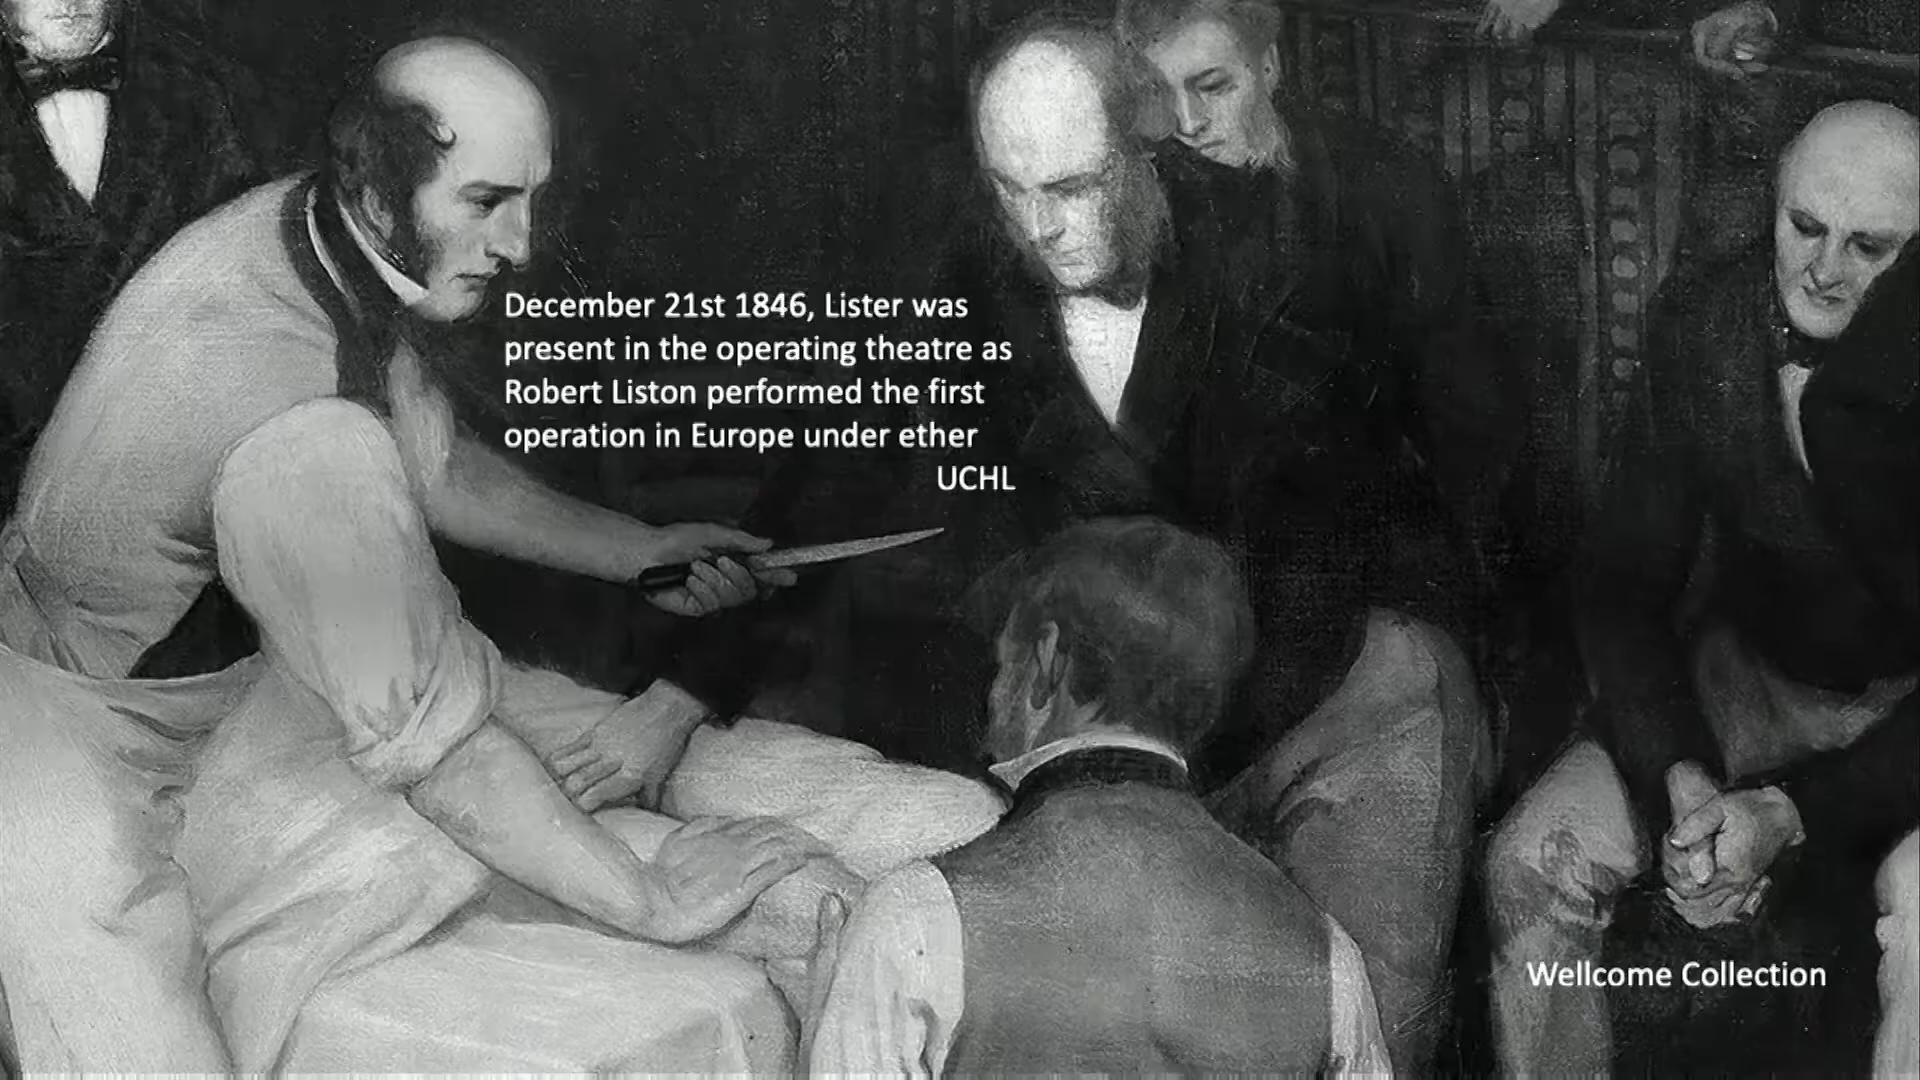 December 21st 1846, Lister was
present in the operating theatre as
Robert Liston performed the first
operation in Europe under ether
UCHL
Wellcome Collection